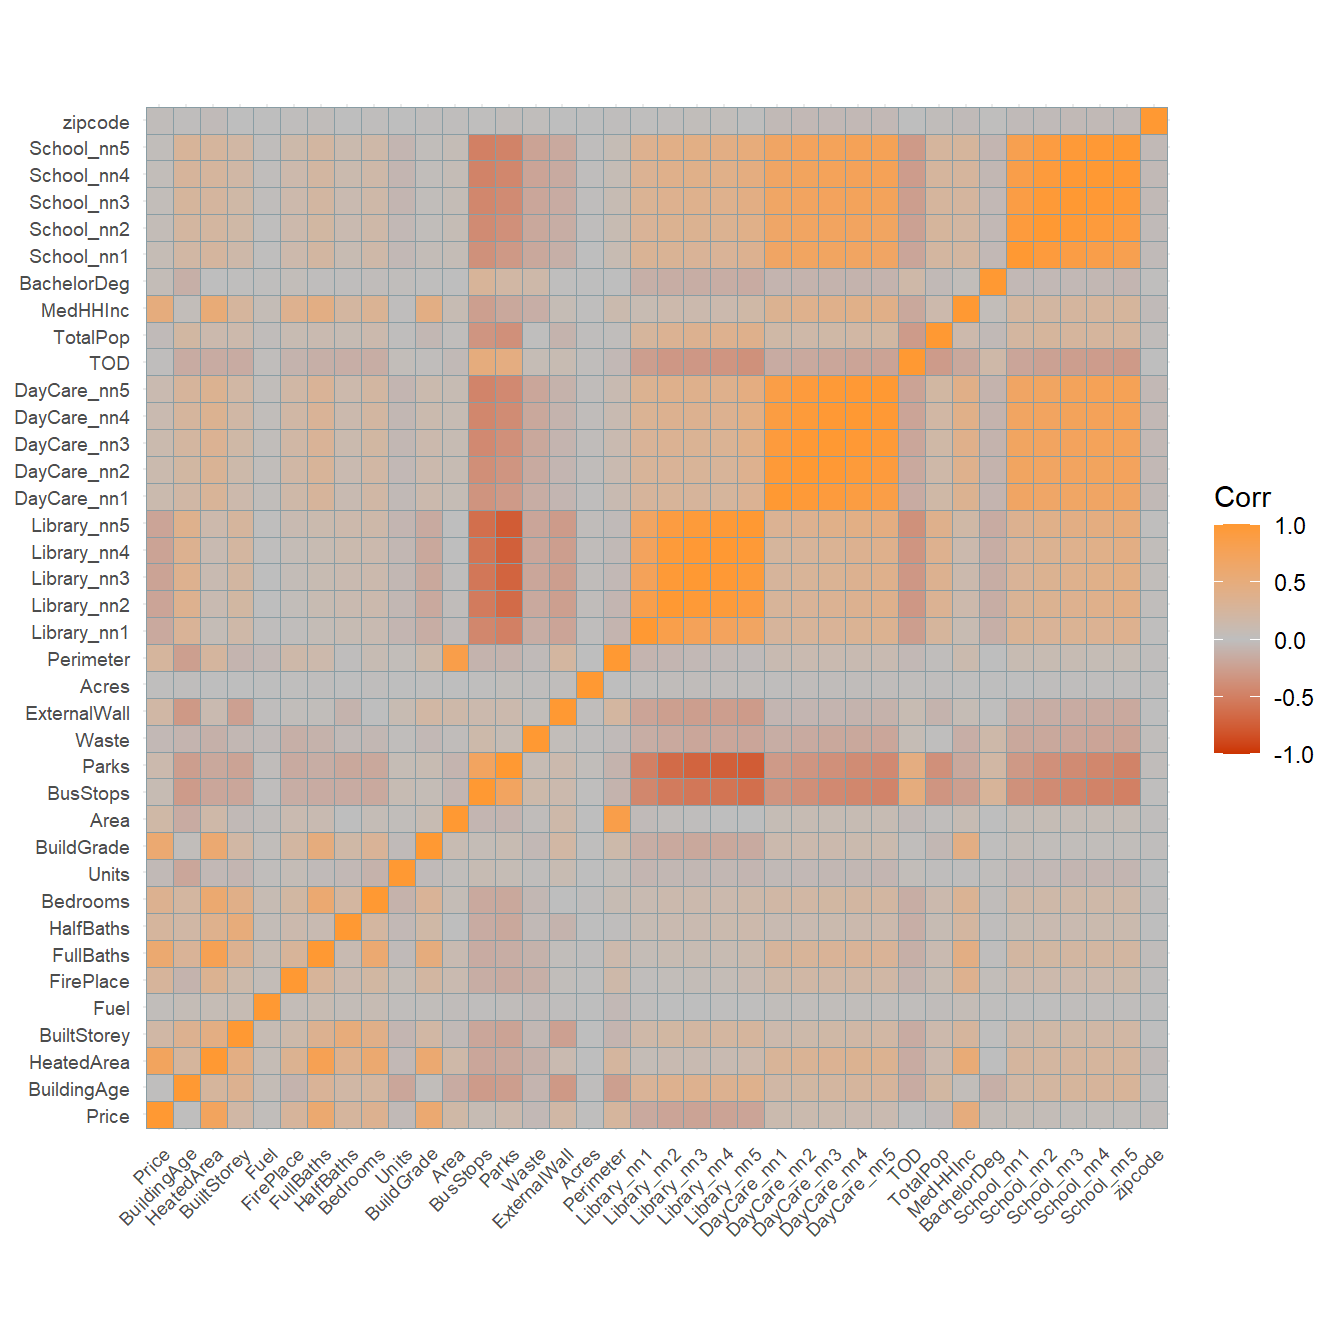 zipcode
School_nn5
School_nn4
School_nn3
School_nn2
School_nn1
BachelorDeg
MedHHInc
TotalPop
TOD
DayCare_nn5
DayCare_nn4
DayCare_nn3
DayCare_nn2
DayCare_nn1
Library_nn5
Library_nn4
Library_nn3
Library_nn2
Library_nn1
Perimeter
Acres
ExternalWall
Waste
Parks
BusStops
Area
BuildGrade
Units
Bedrooms
HalfBaths
FullBaths
FirePlace
Fuel
BuiltStorey
HeatedArea
BuildingAge
Price
Price
BuildingAge
HeatedArea
BuiltStorey
Fuel
FirePlace
FullBaths
HalfBaths
Bedrooms
Units
BuildGrade
Area
BusStops
Parks
Waste
ExternalWall
Acres
Perimeter
Library_nn1
Library_nn2
Library_nn3
Library_nn4
Library_nn5
DayCare_nn1
DayCare_nn2
DayCare_nn3
DayCare_nn4
DayCare_nn5
TOD
TotalPop
MedHHInc
BachelorDeg
School_nn1
School_nn2
School_nn3
School_nn4
School_nn5
zipcode
Corr
1.0
0.5
0.0
-0.5
-1.0